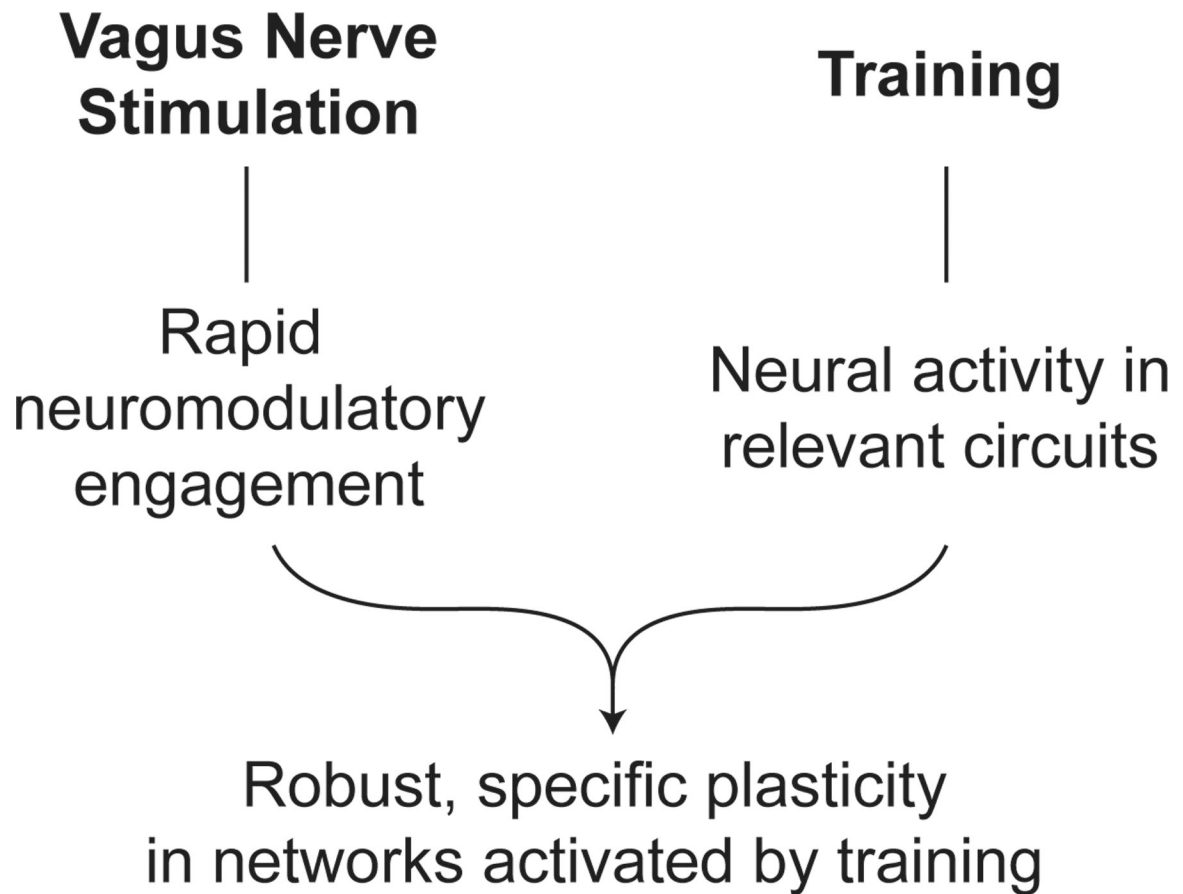 Vagus Nerve
Stimulation
Training
Rapid
neuromodulatory
engagement
Neural activity in
relevant circuits
Robust, specific plasticity
in networks activated by training